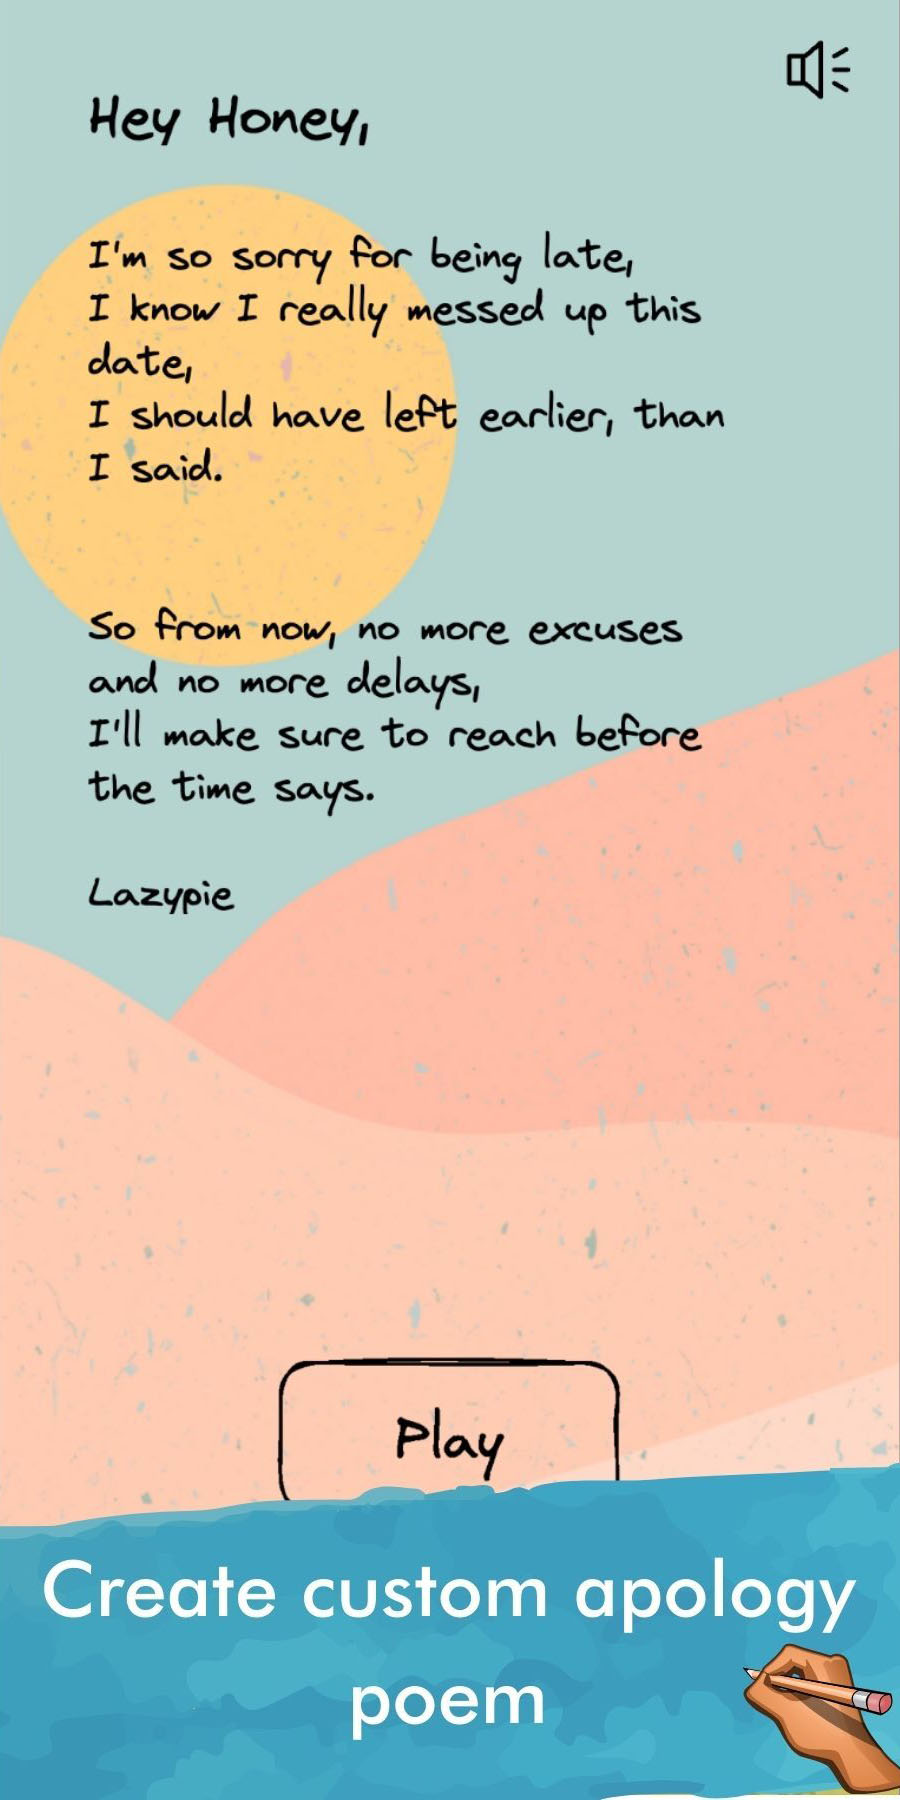 Hey Honey,
I'm so sorry for being late,
I know I really messed up this
date,
I should have left earlier, than
I said.
So from now, no more excuses
and no more delays,
I'll make sure to reach before
the time says.
Lazypie
Play
Create custom apology
poem